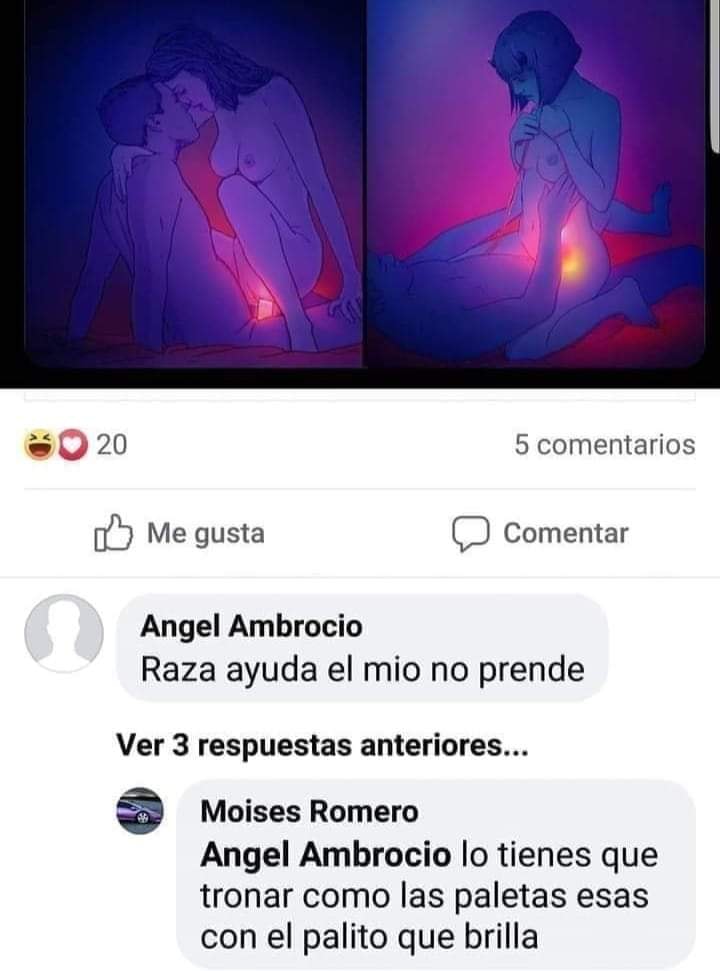 20
5 comentarios
Me gusta
Comentar
Angel Ambrocio
Raza ayuda el mio no prende
Ver 3 respuestas anteriores...
Moises Romero
Angel Ambrocio lo tienes que
tronar como las paletas esas
con el palito que brilla